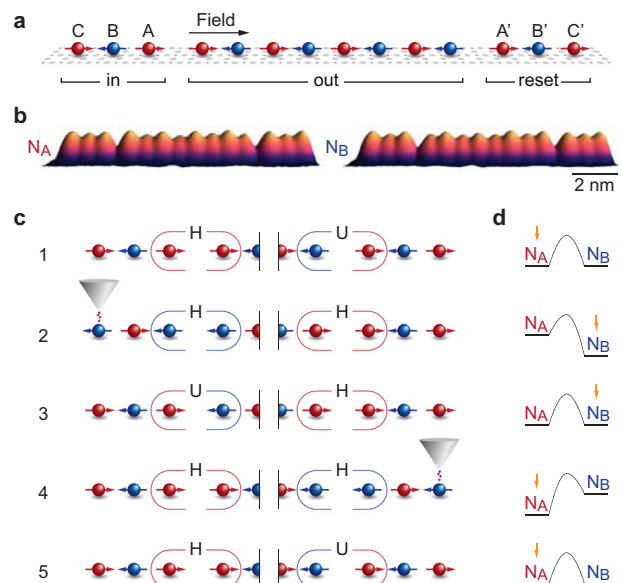 a
C B A Field A' B' C'
in out reset
b
NA NB
2 nm
c d
1 H U NA NB
2 H H NA NB
3 U H NA NB
4 H H NA NB
5 H U NA NB